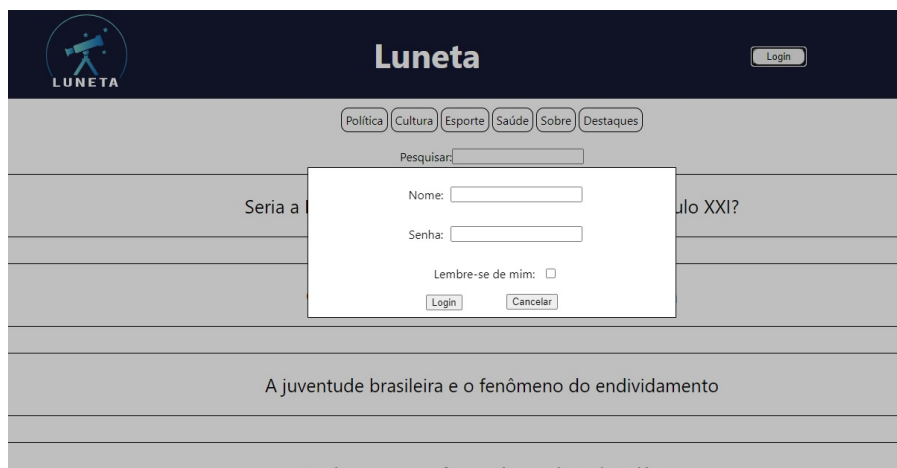 LUNETA
Luneta
Login
Política Cultura Esporte Saúde Sobre Destaques
Pesquisar:
Seria a
ulo XXI?
Nome:
Senha:
Lembre-se de mim:
Login Cancelar
A juventude brasileira e o fenômeno do endividamento